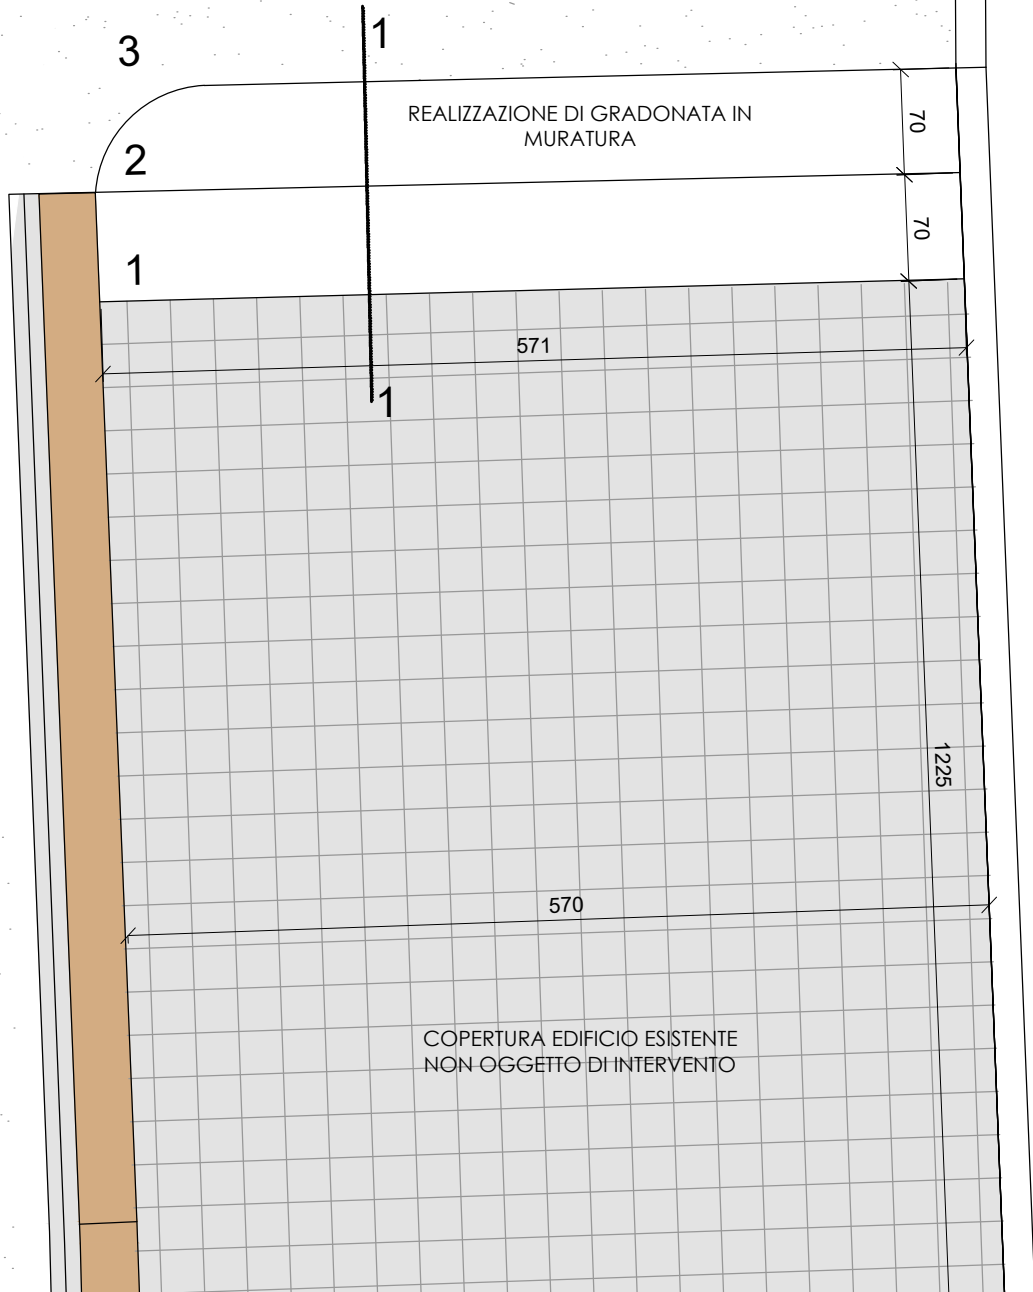 1
3
REALIZZAZIONE DI GRADONATA IN
MURATURA
70
2
70
1
571
1
1225
570
COPERTURA EDIFICIO ESISTENTE
NON OGGETTO DI INTERVENTO